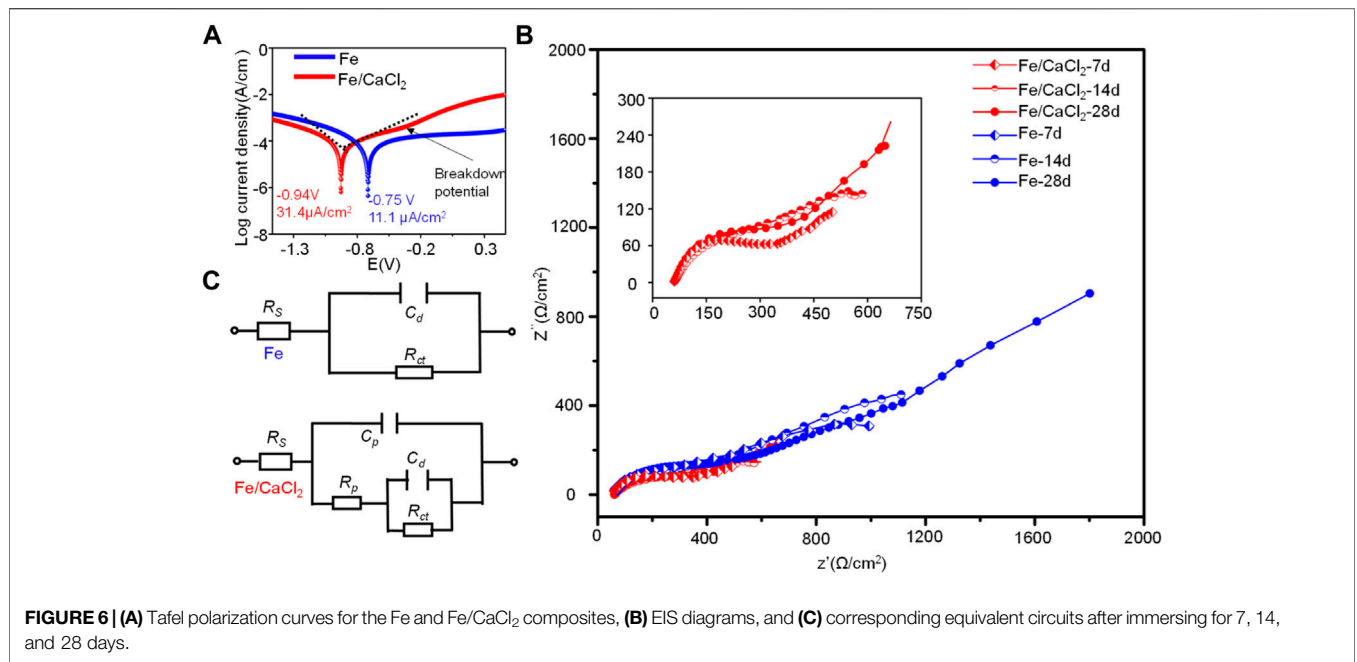 A
Fe
Fe/CaCl2
Log current density(A/cm)
0
-2
-4
-6
-8
-1.3
-0.8
-0.2
0.3
E(V)
-0.94V
31.4µA/cm2
-0.75 V
11.1 µA/cm2
Breakdown
potential
B
2000
1600
1200
800
400
0
Z''(Ω/cm2)
0
400
800
1200
1600
2000
z'(Ω/cm2)
Fe/CaCl2-7d
Fe/CaCl2-14d
Fe/CaCl2-28d
Fe-7d
Fe-14d
Fe-28d
300
240
180
120
60
0
0
150
300
450
600
750
C
RS
Fe
Cd
Rct
RS
Fe/CaCl2
Cp
Rp
Cd
Rct
FIGURE 6 | (A) Tafel polarization curves for the Fe and Fe/CaCl2 composites, (B) EIS diagrams, and (C) corresponding equivalent circuits after immersing for 7, 14,
and 28 days.